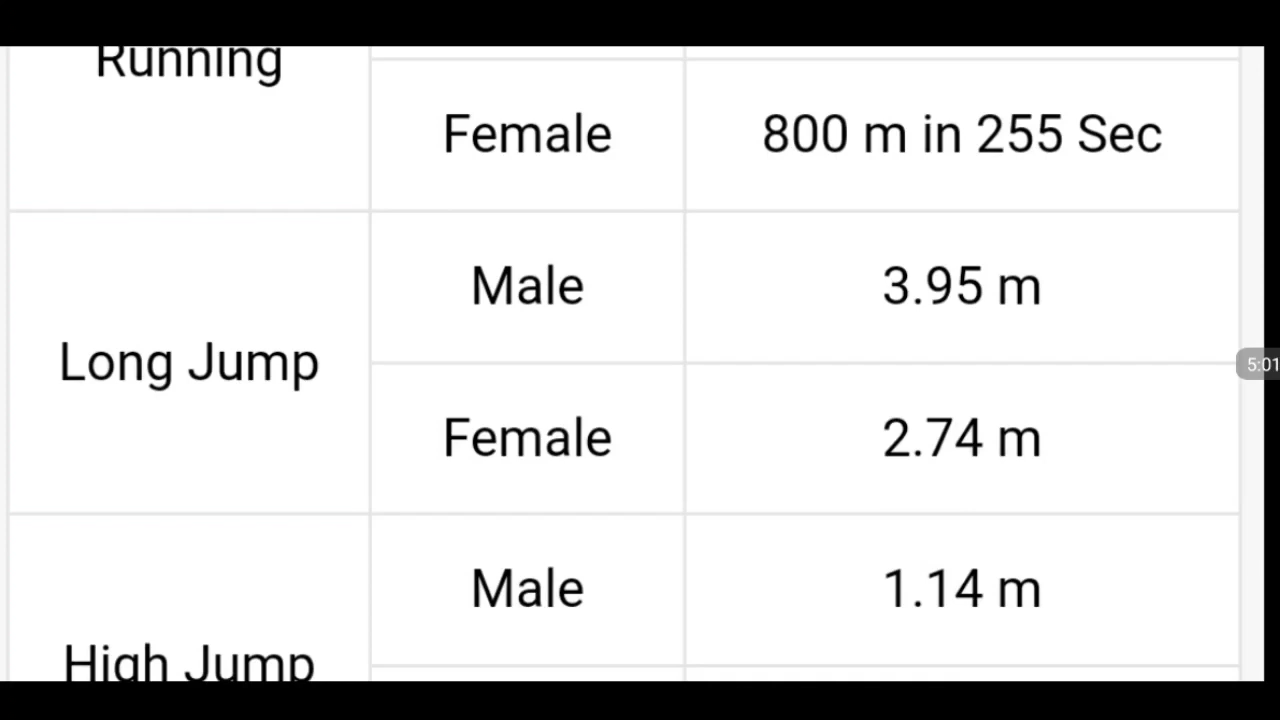 Running
Female
800 m in 255 Sec
Long Jump
Male
3.95 m
Female
2.74 m
High Jump
Male
1.14 m
5:01